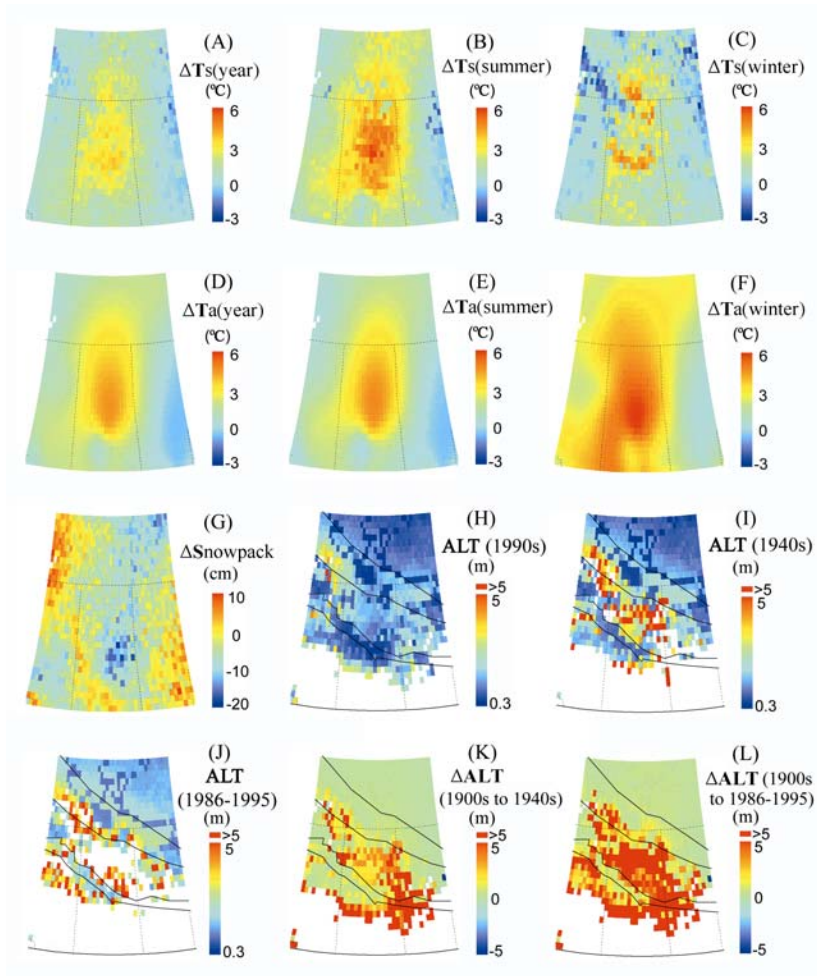 (A)
ΔTs(year)
(ºC)
6
3
0
-3
(B)
ΔTs(summer)
(ºC)
6
3
0
-3
(C)
ΔTs(winter)
(ºC)
6
3
0
-3
(D)
ΔTa(year)
(ºC)
6
3
0
-3
(E)
ΔTa(summer)
(ºC)
6
3
0
-3
(F)
ΔTa(winter)
(ºC)
6
3
0
-3
(G)
ΔSnowpack
(cm)
10
0
-10
-20
(H)
ALT (1990s)
(m)
>5
5
0.3
(I)
ALT (1940s)
(m)
>5
5
0.3
(J)
ALT
(1986-1995)
(m)
>5
5
0.3
(K)
ΔALT
(1900s to 1940s)
(m)
>5
5
0
-5
(L)
ΔALT (1900s
to 1986-1995)
(m)
>5
5
0
-5